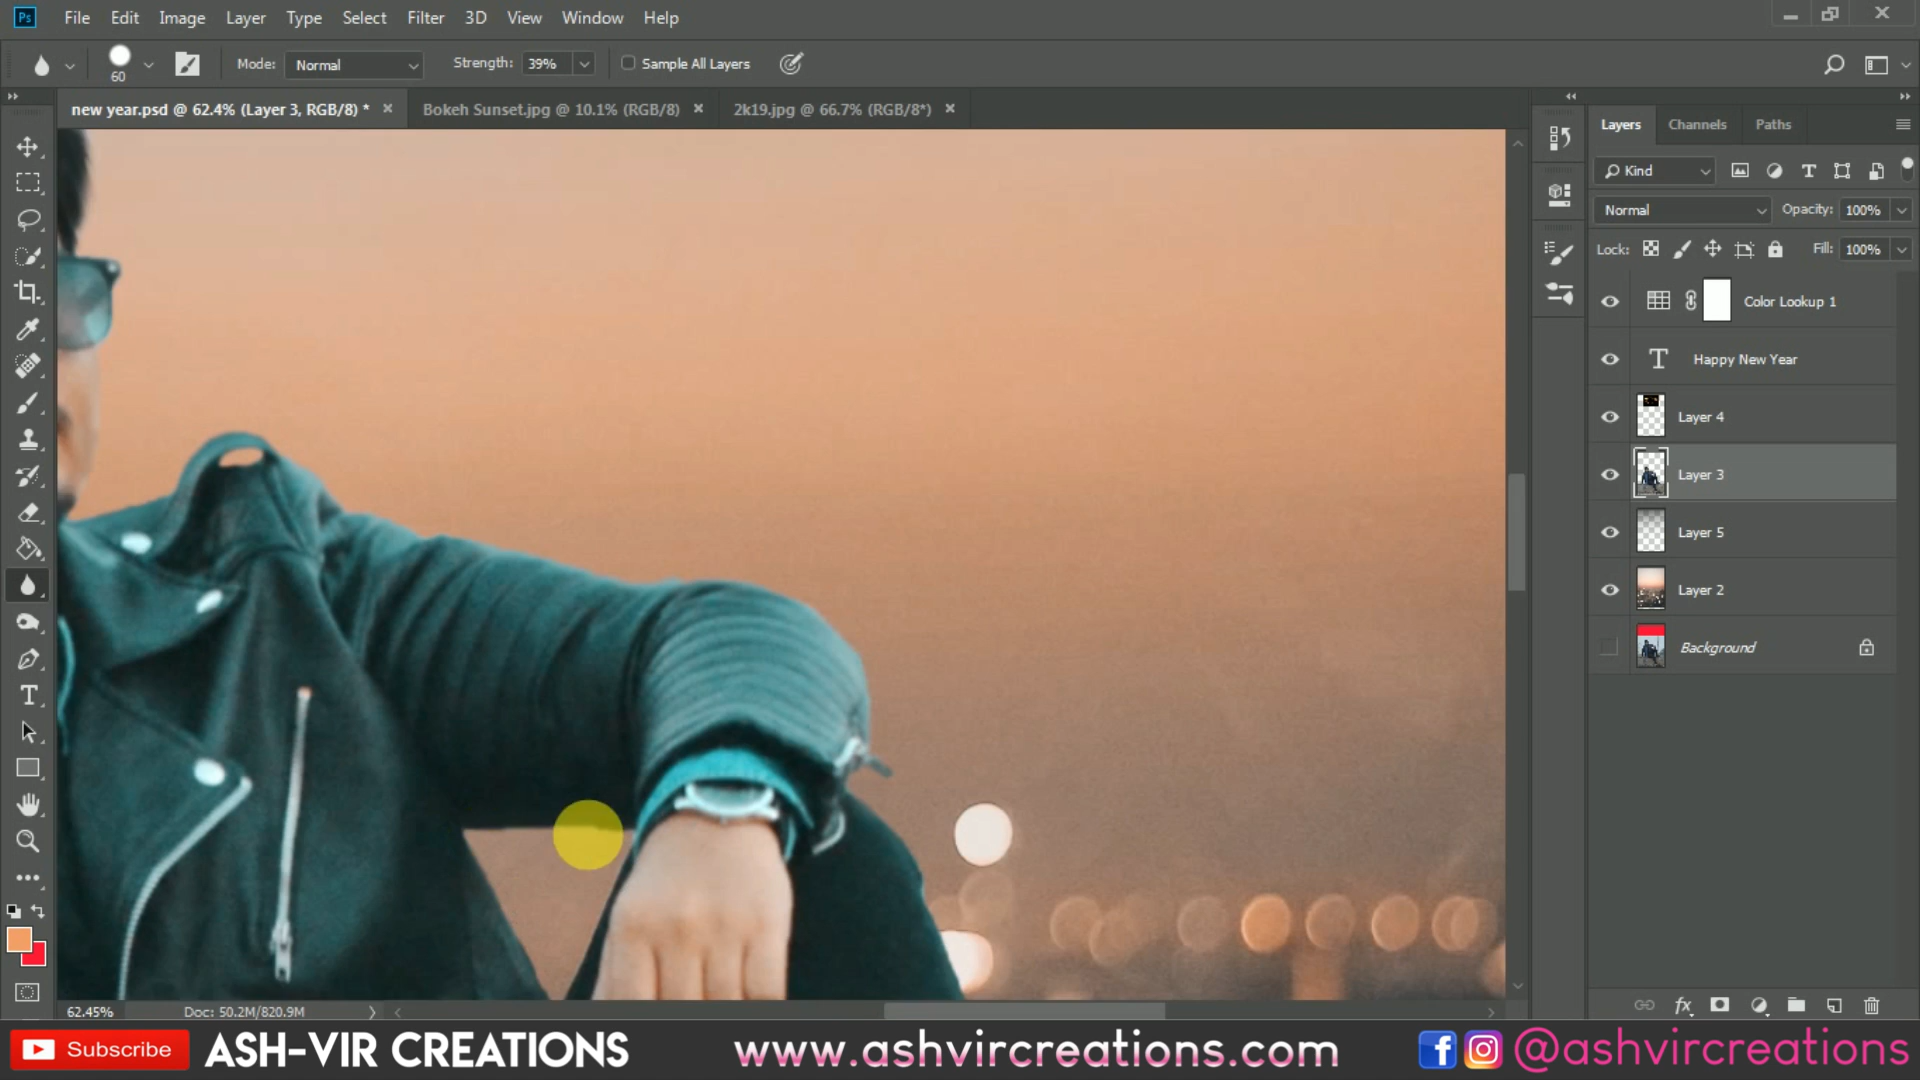 Ps File Edit Image Layer Type Select Filter 3D View Window Help
60 Mode: Normal Strength: 39% Sample All Layers
new year.psd @ 62.4% (Layer 3, RGB/8) * × Bokeh Sunset.jpg @ 10.1% (RGB/8) × 2k19.jpg @ 66.7% (RGB/8*) ×
Layers Channels Paths
Kind
Normal Opacity: 100%
Lock: Fill: 100%
Color Lookup 1
T Happy New Year
Layer 4
Layer 3
Layer 5
Layer 2
Background
62.45% Doc: 50.2M/820.9M
fx
Subscribe ASH-VIR CREATIONS www.ashvircreations.com @ashvircreations